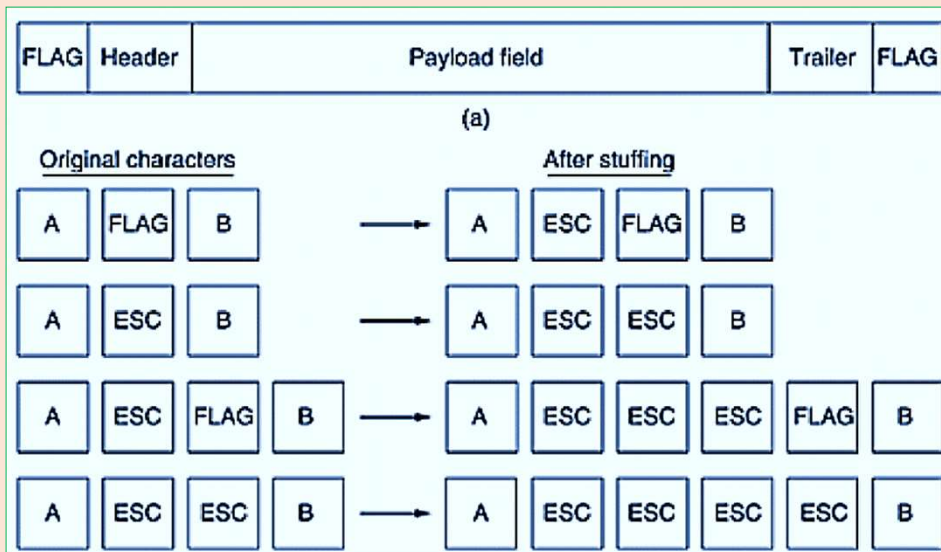 FLAG Header Payload field Trailer FLAG
(a)
Original characters After stuffing
A FLAG B A ESC FLAG B
A ESC B A ESC ESC B
A ESC FLAG B A ESC ESC ESC FLAG B
A ESC ESC B A ESC ESC ESC ESC B